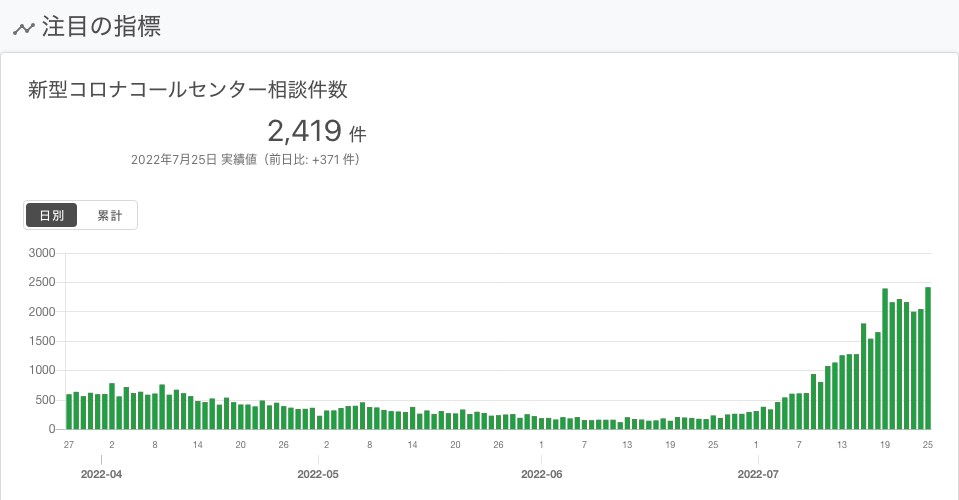 注目の指標
新型コロナコールセンター相談件数
2,419 件
2022年7月25日 実績値（前日比: +371 件）
日別 累計
3000
2500
2000
1500
1000
500
0
27 2 8 14 20 26 2 8 14 20 26 1 7 13 19 25 1 7 13 19 25
2022-04 2022-05 2022-06 2022-07